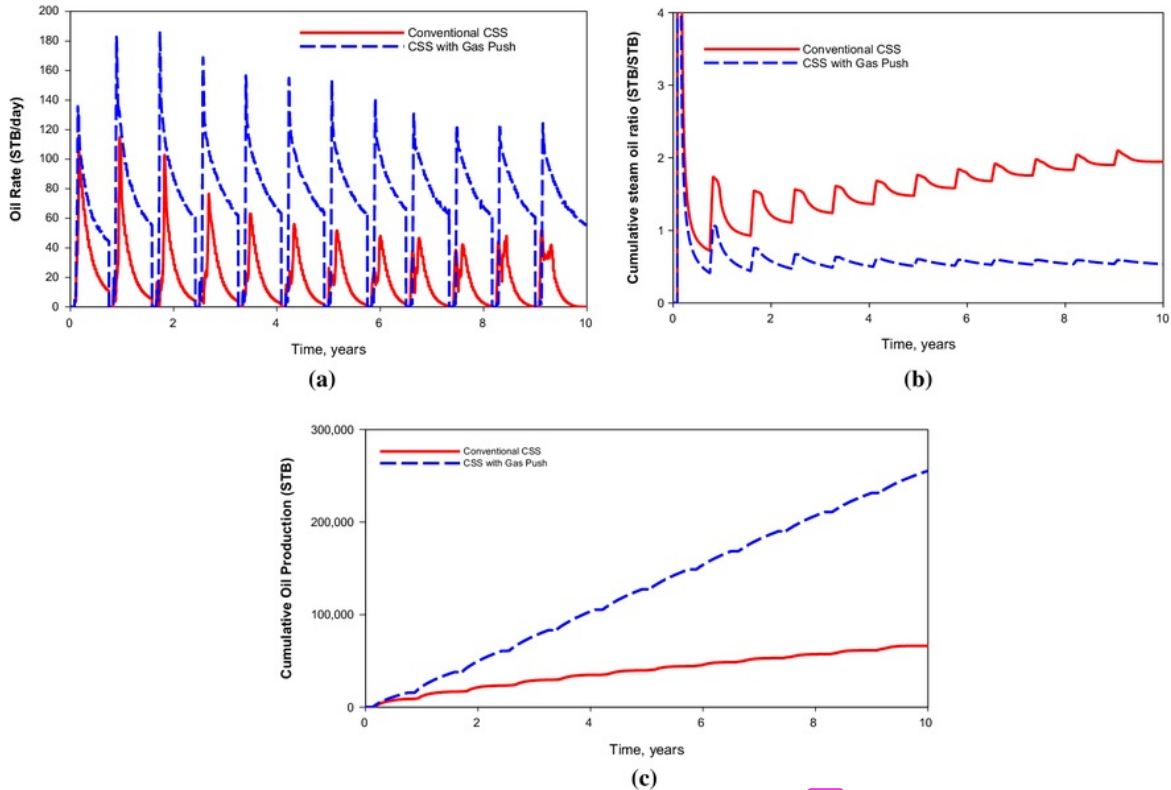 200
180
160
140
120
100
80
60
40
20
0
Oil Rate (STB/day)
Conventional CSS
CSS with Gas Push
0 2 4 6 8 10
Time, years
(a)
4
3
2
1
0
Cumulative steam oil ratio (STB/STB)
Conventional CSS
CSS with Gas Push
0 2 4 6 8 10
Time, years
(b)
300,000
200,000
100,000
0
Cumulative Oil Production (STB)
Conventional CSS
CSS with Gas Push
0 2 4 6 8 10
Time, years
(c)